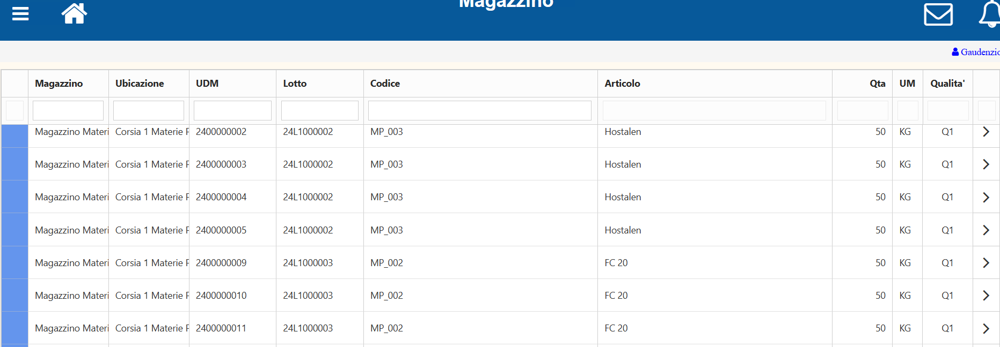 Magazzino
Gaudenzio
Magazzino Ubicazione UDM Lotto Codice Articolo Qta UM Qualita'
Magazzino Materi Corsia 1 Materie P 2400000002 24L1000002 MP_003 Hostalen 50 KG Q1
Magazzino Materi Corsia 1 Materie P 2400000003 24L1000002 MP_003 Hostalen 50 KG Q1
Magazzino Materi Corsia 1 Materie P 2400000004 24L1000002 MP_003 Hostalen 50 KG Q1
Magazzino Materi Corsia 1 Materie P 2400000005 24L1000002 MP_003 Hostalen 50 KG Q1
Magazzino Materi Corsia 1 Materie P 2400000009 24L1000003 MP_002 FC 20 50 KG Q1
Magazzino Materi Corsia 1 Materie P 2400000010 24L1000003 MP_002 FC 20 50 KG Q1
Magazzino Materi Corsia 1 Materie P 2400000011 24L1000003 MP_002 FC 20 50 KG Q1